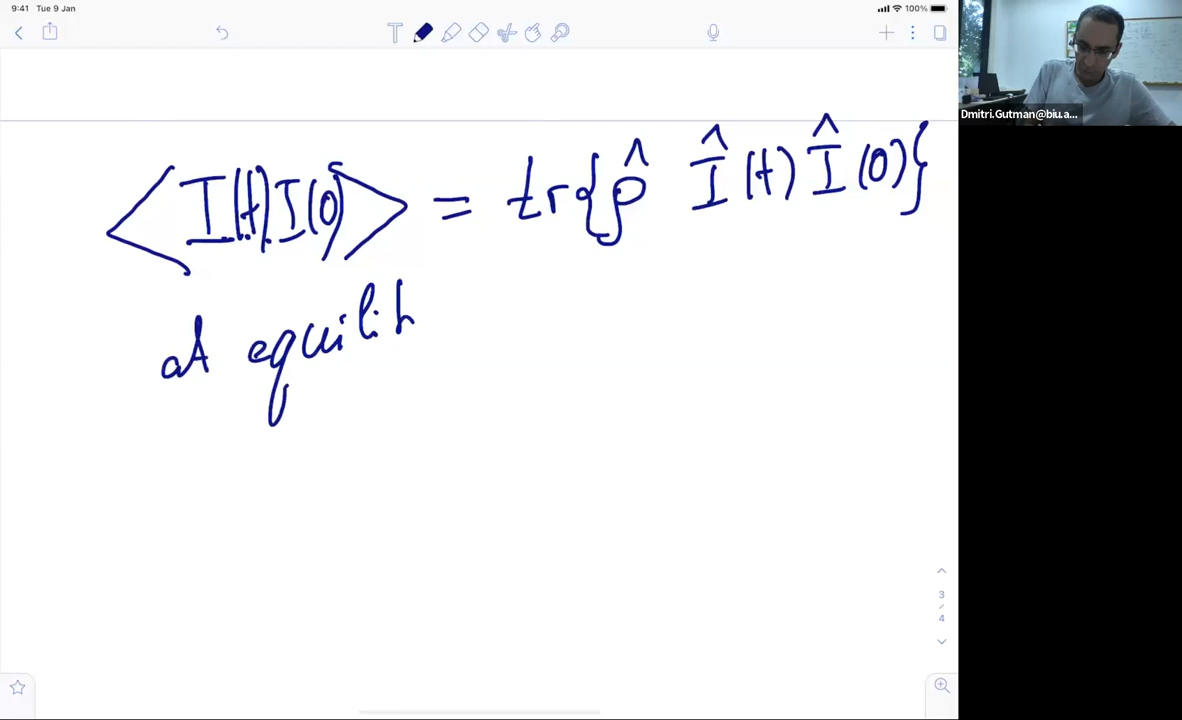 9:41 Tue 9 Jan
100%
Dmitri.Gutman@biu.a...
<I(t)I(0)> = tr{ρ̂ Î(t) Î(0)}
at equilib
3
/
4